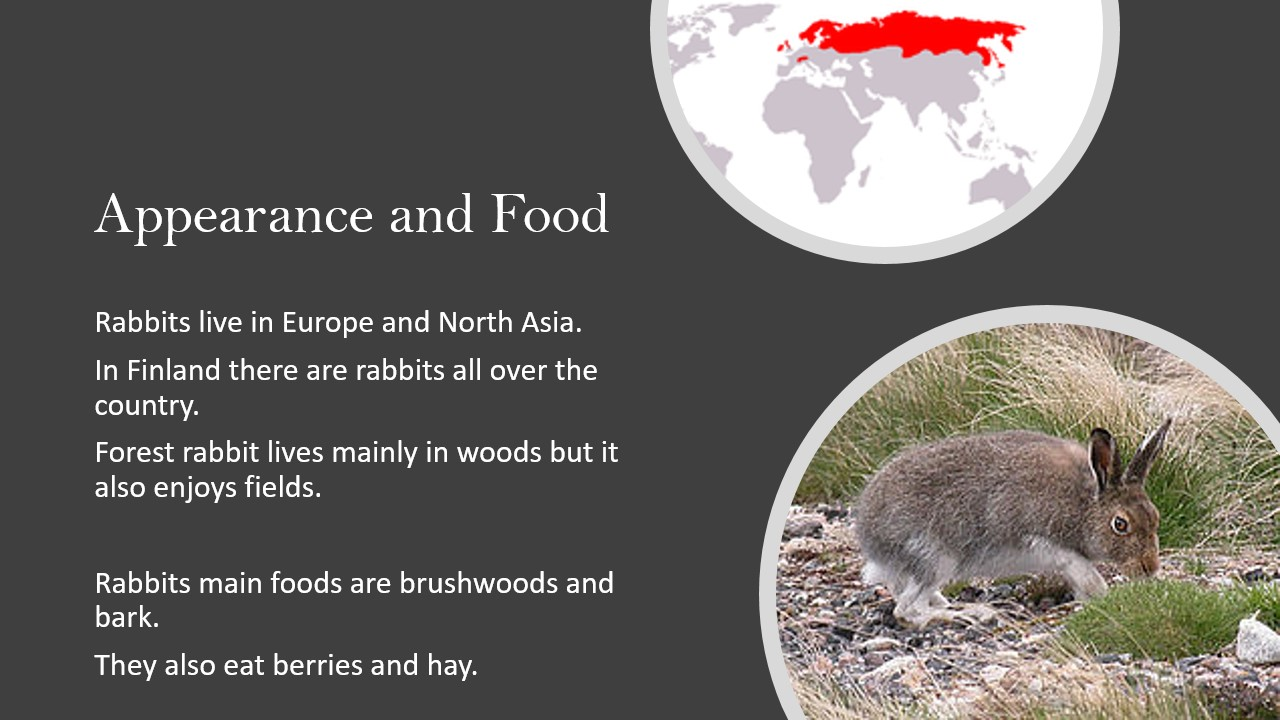 Appearance and Food
Rabbits live in Europe and North Asia.
In Finland there are rabbits all over the
country.
Forest rabbit lives mainly in woods but it
also enjoys fields.
Rabbits main foods are brushwoods and
bark.
They also eat berries and hay.